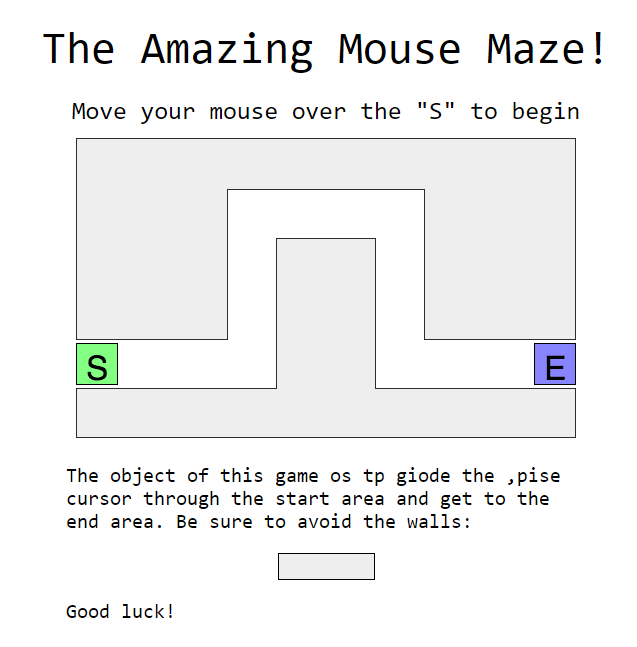 The Amazing Mouse Maze!
Move your mouse over the "S" to begin
S
E
The object of this game os tp giode the ,pise
cursor through the start area and get to the
end area. Be sure to avoid the walls:
Good luck!